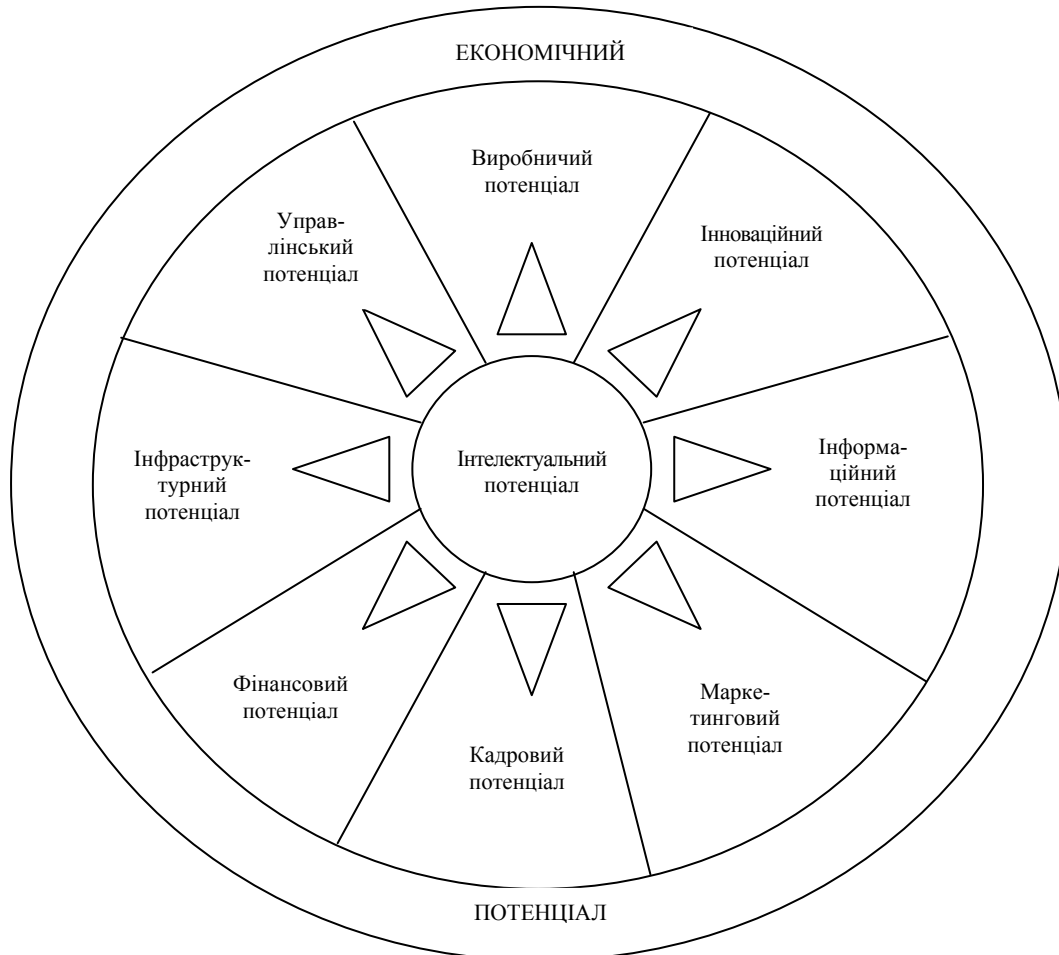 ЕКОНОМІЧНИЙ
Виробничий
потенціал
Управ-
лінський
потенціал
Інноваційний
потенціал
Інфраструк-
турний
потенціал
Інтелектуальний
потенціал
Інформа-
ційний
потенціал
Фінансовий
потенціал
Кадровий
потенціал
Марке-
тинговий
потенціал
ПОТЕНЦІАЛ